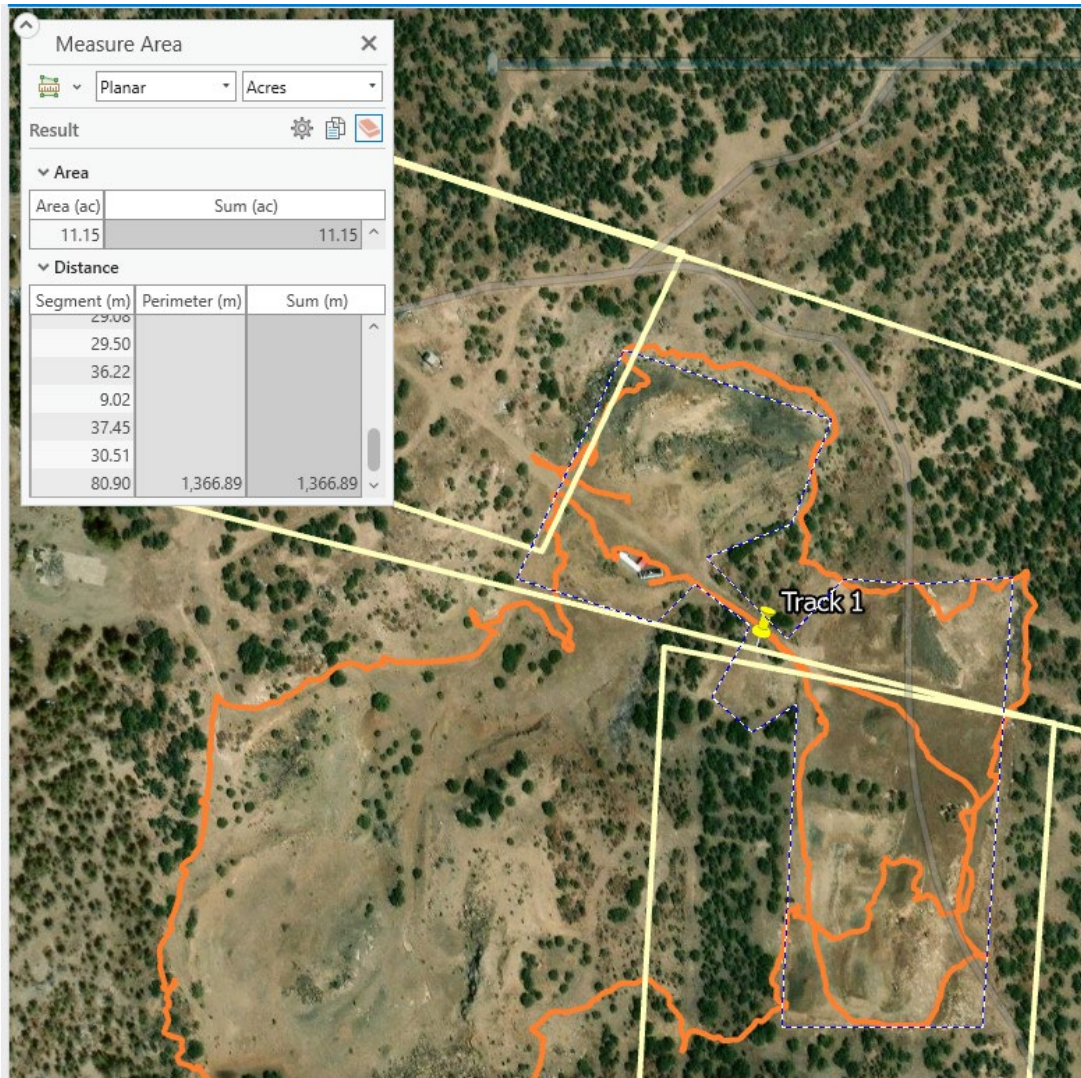 Measure Area
Planar Acres
Result
Area
Area (ac) Sum (ac)
11.15 11.15
Distance
Segment (m) Perimeter (m) Sum (m)
29.08
29.50
36.22
9.02
37.45
30.51
80.90 1,366.89 1,366.89
Track 1